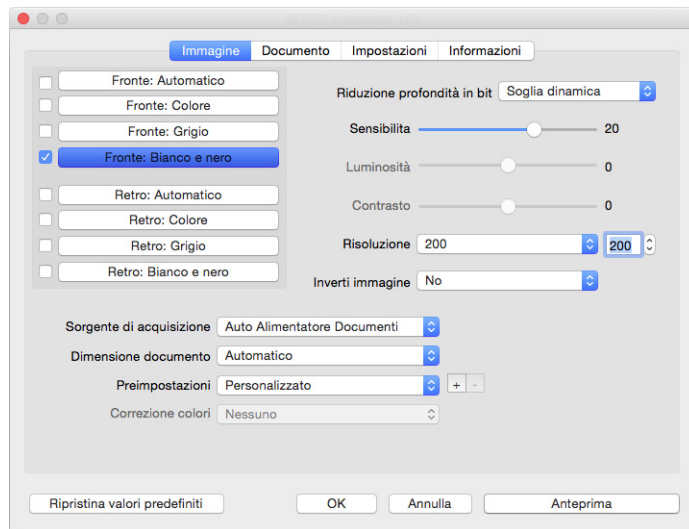 Immagine Documento Impostazioni Informazioni
Fronte: Automatico
Fronte: Colore
Fronte: Grigio
Fronte: Bianco e nero
Retro: Automatico
Retro: Colore
Retro: Grigio
Retro: Bianco e nero
Riduzione profondità in bit Soglia dinamica
Sensibilita 20
Luminosità 0
Contrasto 0
Risoluzione 200 200
Inverti immagine No
Sorgente di acquisizione Auto Alimentatore Documenti
Dimensione documento Automatico
Preimpostazioni Personalizzato + -
Correzione colori Nessuno
Ripristina valori predefiniti OK Annulla Anteprima